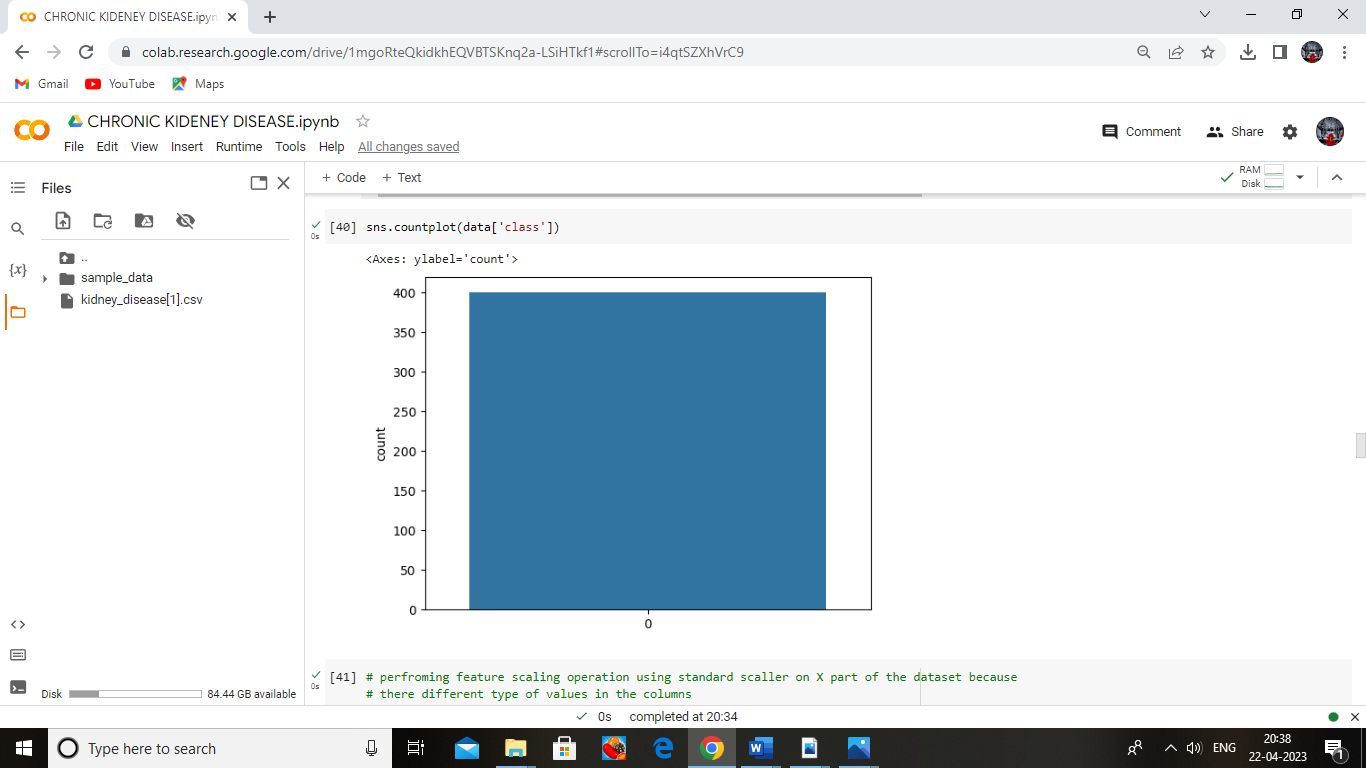 CHRONIC KIDENEY DISEASE.ipyn
colab.research.google.com/drive/1mgoRteQkidkhEQVBTSKnq2a-LSiHTkf1#scrollTo=i4qtSZXhVrC9
Gmail YouTube Maps
CHRONIC KIDENEY DISEASE.ipynb
Comment Share
File Edit View Insert Runtime Tools Help All changes saved
Files
+ Code + Text
RAM
Disk
..
sample_data
kidney_disease[1].csv
[40] sns.countplot(data['class'])
0s
<Axes: ylabel='count'>
400
350
300
250
200
150
100
50
0
count
0
[41] # perfroming feature scaling operation using standard scaller on X part of the dataset because
0s
# there different type of values in the columns
Disk 84.44 GB available
0s completed at 20:34
Type here to search
ENG
20:38
22-04-2023
1